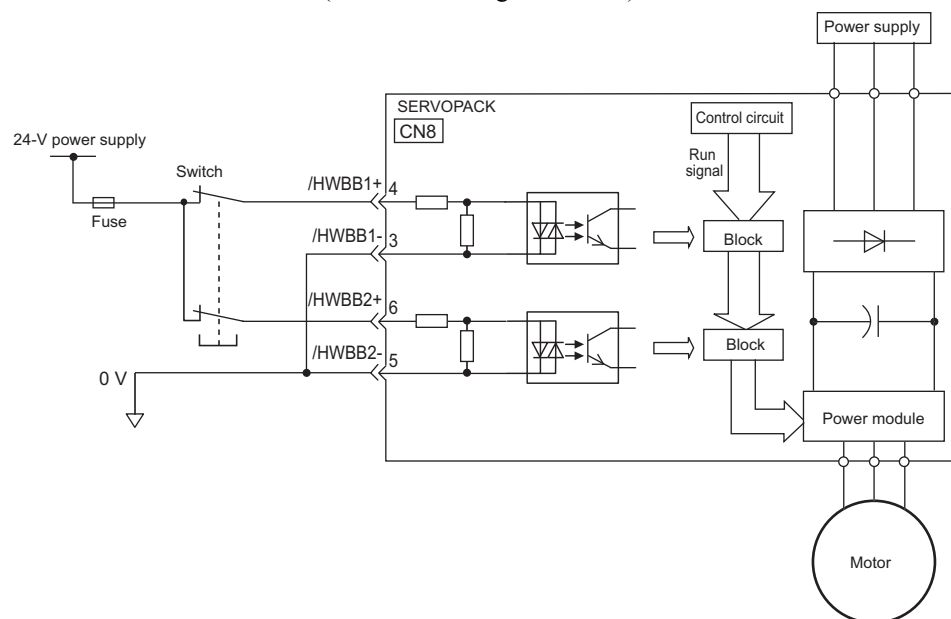 Power supply
SERVOPACK
CN8
Control circuit
24-V power supply
Run
signal
Switch
/HWBB1+
4
Fuse
/HWBB1-
3
Block
/HWBB2+
6
Block
/HWBB2-
5
0 V
Power module
Motor